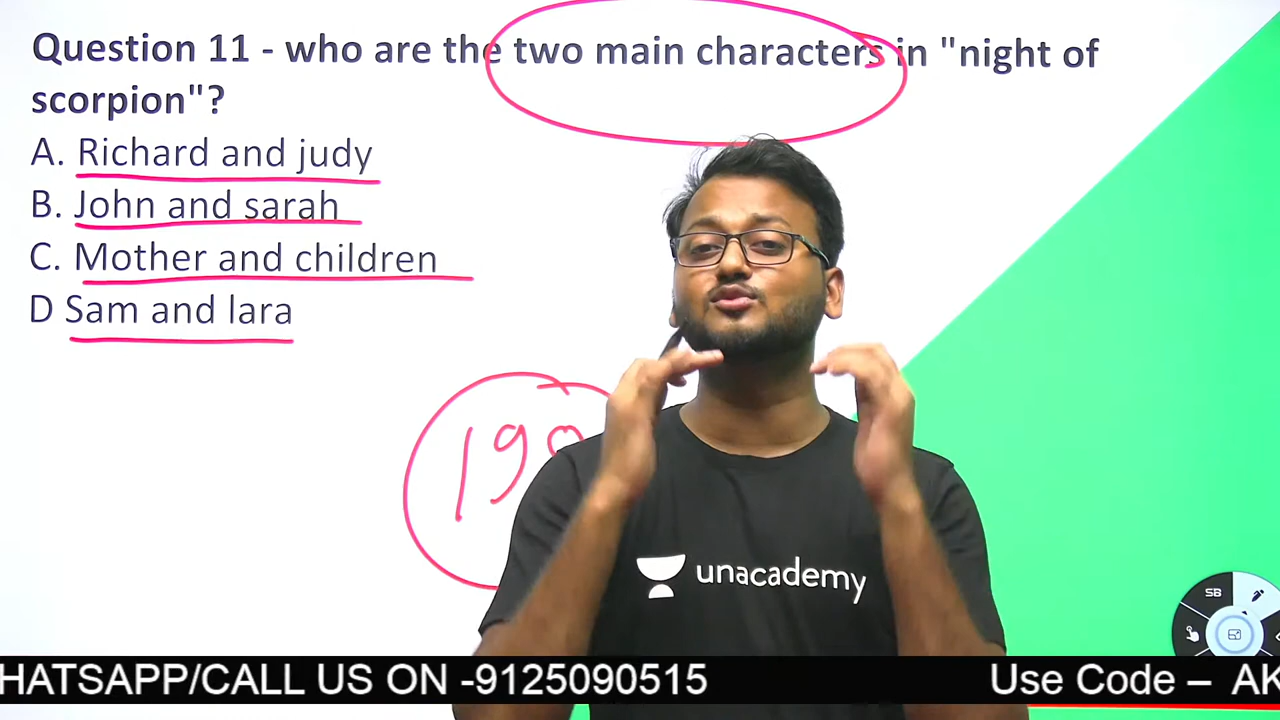 Question 11 - who are the two main characters in "night of
scorpion"?
A. Richard and judy
B. John and sarah
C. Mother and children
D Sam and lara
unacademy
SB
HATSAPP/CALL US ON -9125090515
Use Code – AK